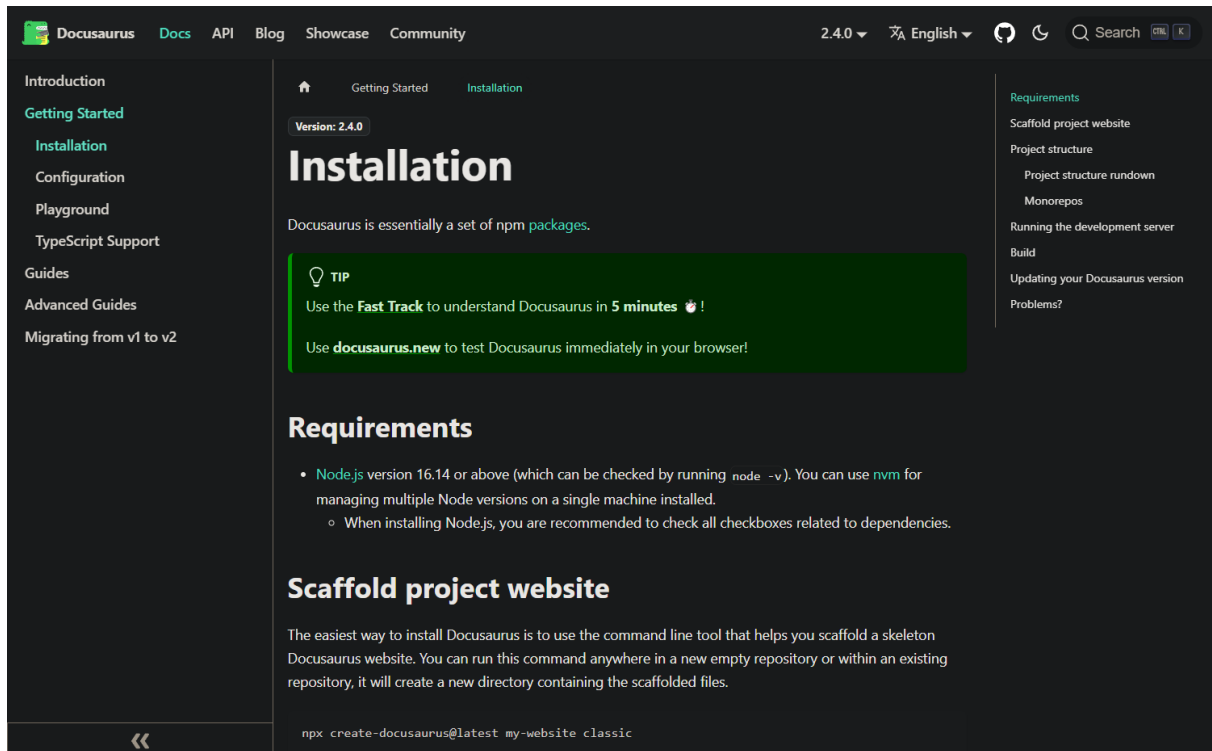 Docusaurus Docs API Blog Showcase Community 2.4.0 English Search CTRL K
Introduction
Getting Started
Installation
Configuration
Playground
TypeScript Support
Guides
Advanced Guides
Migrating from v1 to v2
Getting Started Installation
Version: 2.4.0
Installation
Docusaurus is essentially a set of npm packages.
TIP
Use the Fast Track to understand Docusaurus in 5 minutes ⏱️!
Use docusaurus.new to test Docusaurus immediately in your browser!
Requirements
• Node.js version 16.14 or above (which can be checked by running node -v). You can use nvm for
managing multiple Node versions on a single machine installed.
◦ When installing Node.js, you are recommended to check all checkboxes related to dependencies.
Scaffold project website
The easiest way to install Docusaurus is to use the command line tool that helps you scaffold a skeleton
Docusaurus website. You can run this command anywhere in a new empty repository or within an existing
repository, it will create a new directory containing the scaffolded files.
npx create-docusaurus@latest my-website classic
Requirements
Scaffold project website
Project structure
Project structure rundown
Monorepos
Running the development server
Build
Updating your Docusaurus version
Problems?